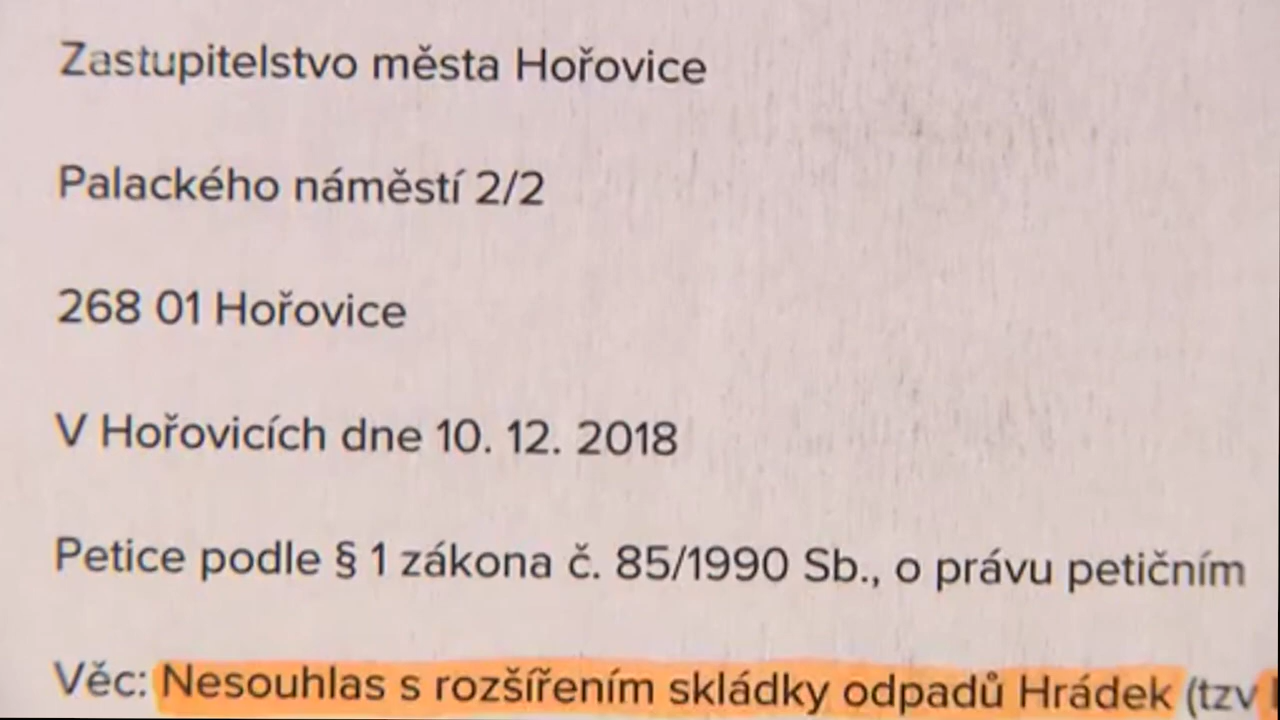 Zastupitelstvo města Hořovice
Palackého náměstí 2/2
268 01 Hořovice
V Hořovicích dne 10. 12. 2018
Petice podle § 1 zákona č. 85/1990 Sb., o právu petičním
Věc: Nesouhlas s rozšířením skládky odpadů Hrádek (tzv